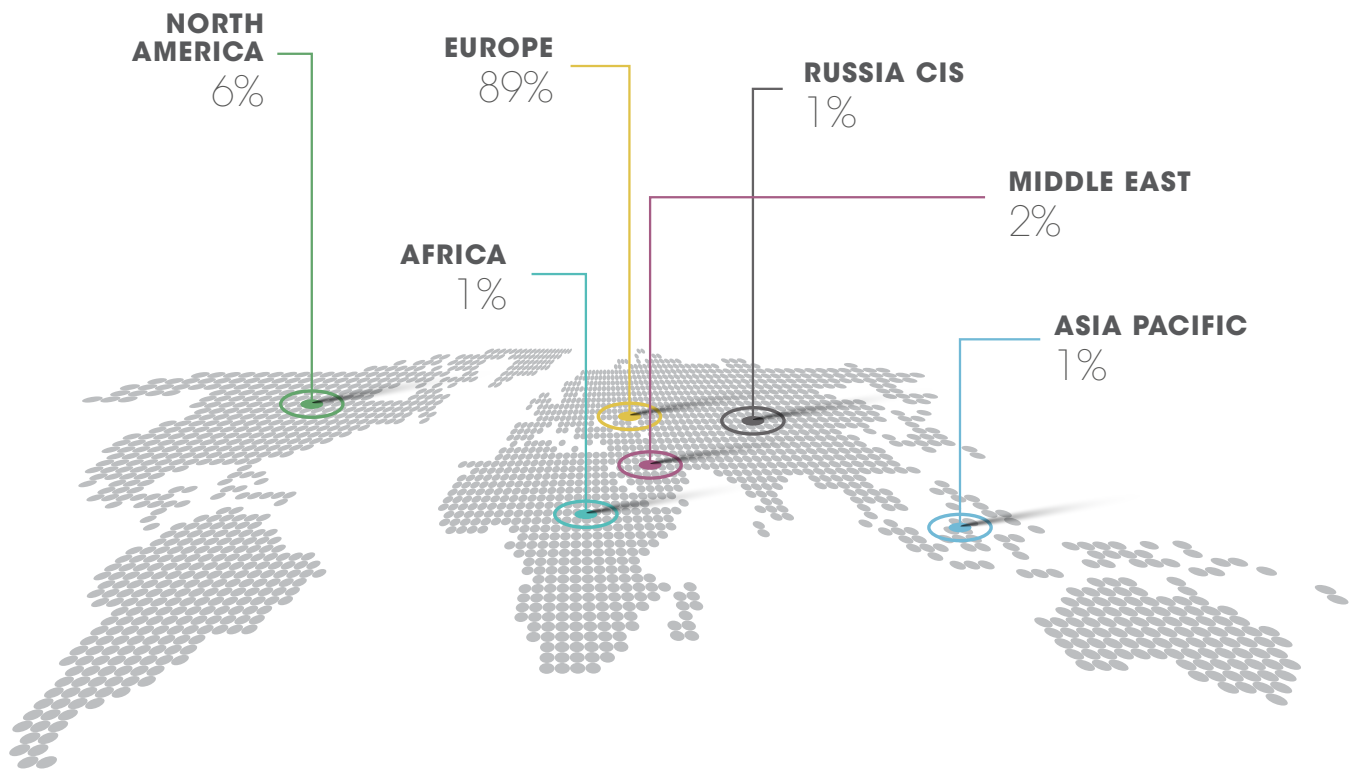 NORTH
AMERICA
6%
EUROPE
89%
RUSSIA CIS
1%
MIDDLE EAST
2%
AFRICA
1%
ASIA PACIFIC
1%